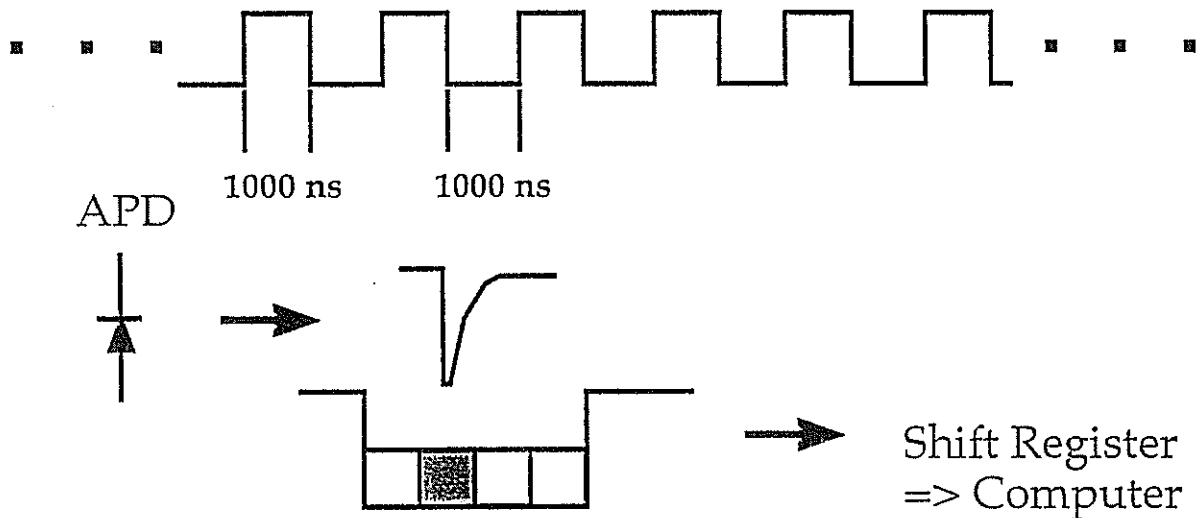 1000 ns
1000 ns
APD
Shift Register
=> Computer